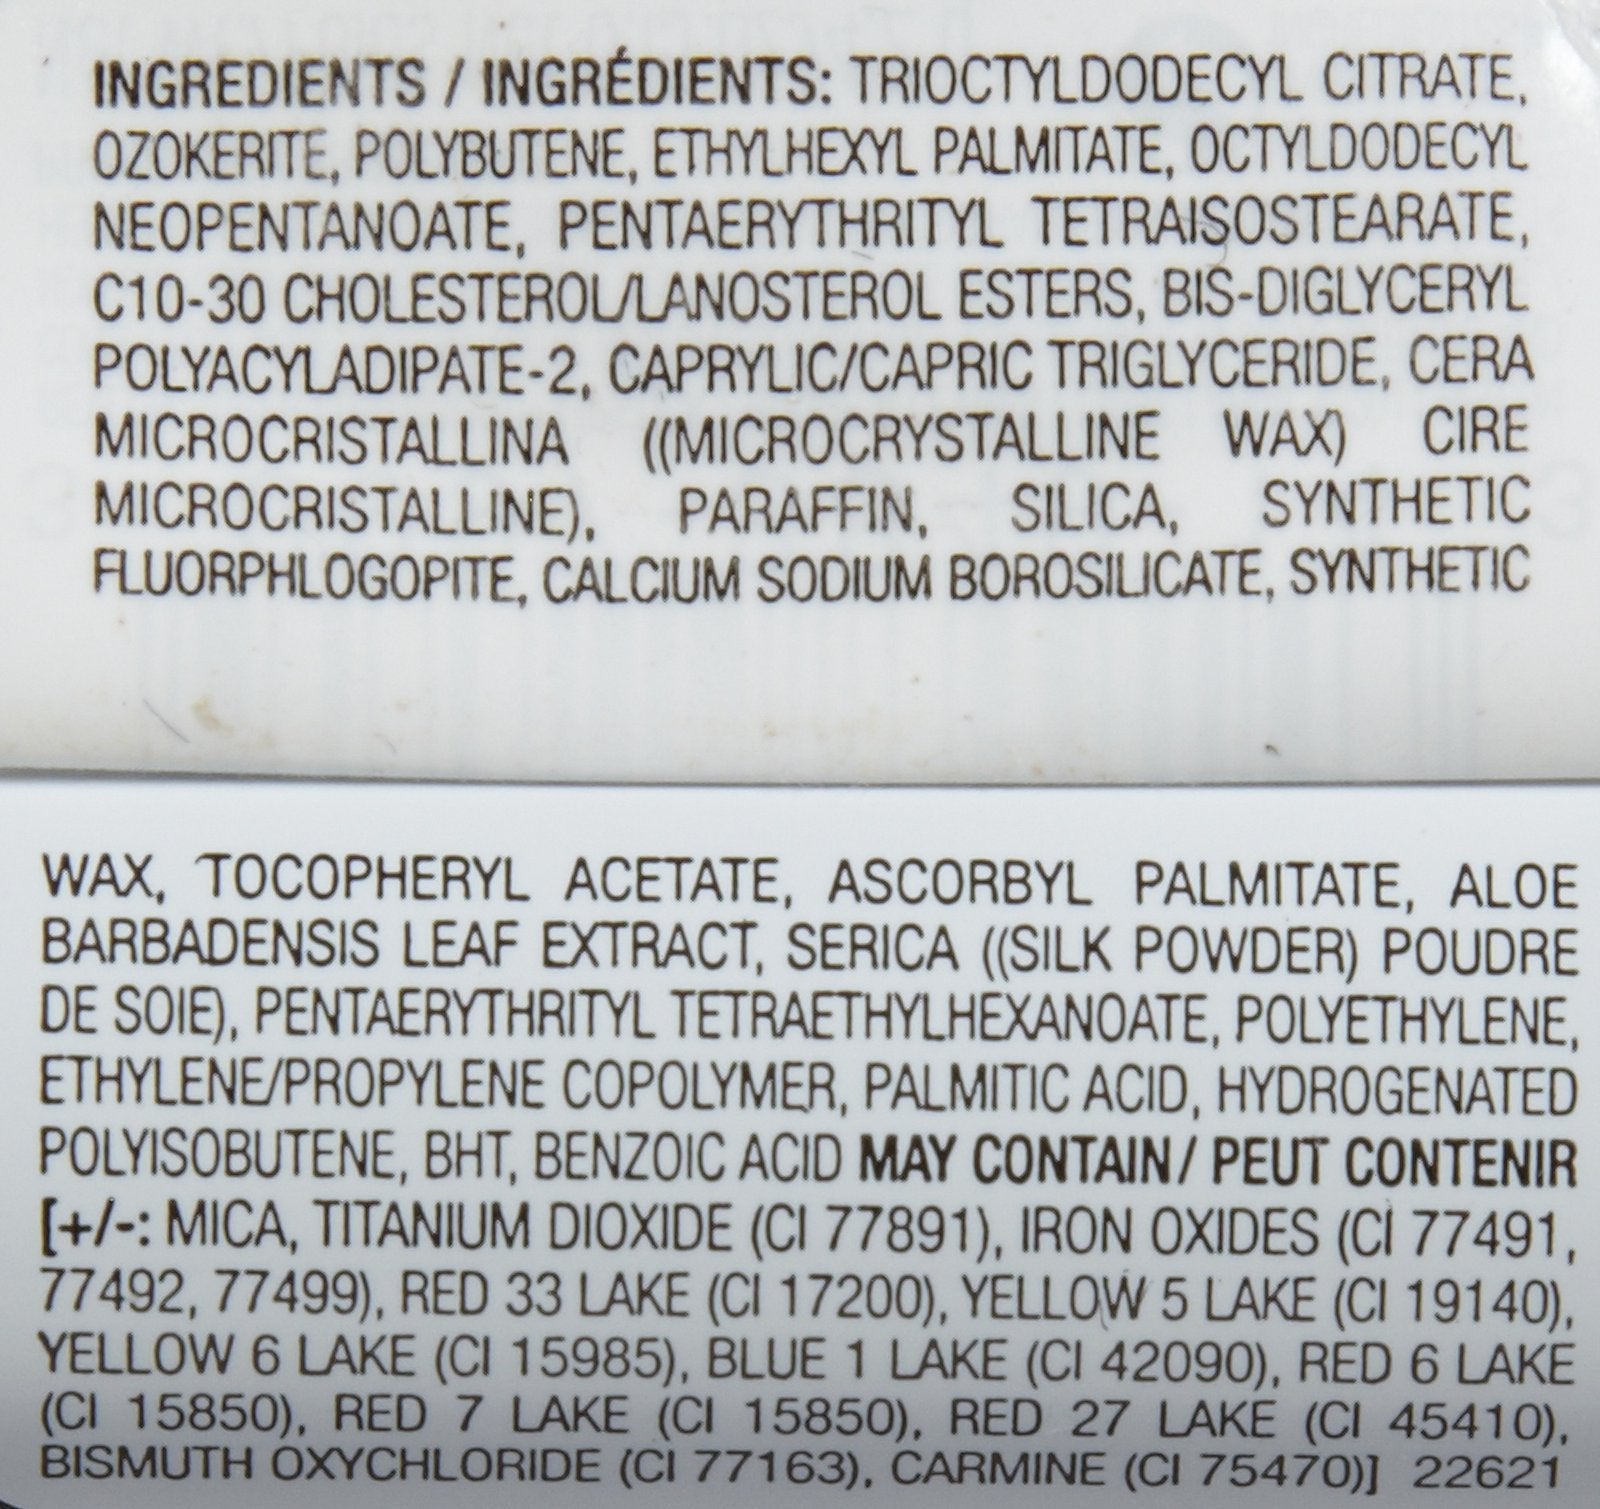 INGREDIENTS / INGRÉDIENTS: TRIOCTYLDODECYL CITRATE,
OZOKERITE, POLYBUTENE, ETHYLHEXYL PALMITATE, OCTYLDODECYL
NEOPENTANOATE, PENTAERYTHRITYL TETRAISOSTEARATE,
C10-30 CHOLESTEROL/LANOSTEROL ESTERS, BIS-DIGLYCERYL
POLYACYLADIPATE-2, CAPRYLIC/CAPRIC TRIGLYCERIDE, CERA
MICROCRISTALLINA ((MICROCRYSTALLINE WAX) CIRE
MICROCRISTALLINE), PARAFFIN, SILICA, SYNTHETIC
FLUORPHLOGOPITE, CALCIUM SODIUM BOROSILICATE, SYNTHETIC
WAX, TOCOPHERYL ACETATE, ASCORBYL PALMITATE, ALOE
BARBADENSIS LEAF EXTRACT, SERICA ((SILK POWDER) POUDRE
DE SOIE), PENTAERYTHRITYL TETRAETHYLHEXANOATE, POLYETHYLENE,
ETHYLENE/PROPYLENE COPOLYMER, PALMITIC ACID, HYDROGENATED
POLYISOBUTENE, BHT, BENZOIC ACID MAY CONTAIN/ PEUT CONTENIR
[+/-: MICA, TITANIUM DIOXIDE (CI 77891), IRON OXIDES (CI 77491,
77492, 77499), RED 33 LAKE (CI 17200), YELLOW 5 LAKE (CI 19140),
YELLOW 6 LAKE (CI 15985), BLUE 1 LAKE (CI 42090), RED 6 LAKE
(CI 15850), RED 7 LAKE (CI 15850), RED 27 LAKE (CI 45410),
BISMUTH OXYCHLORIDE (CI 77163), CARMINE (CI 75470)] 22621